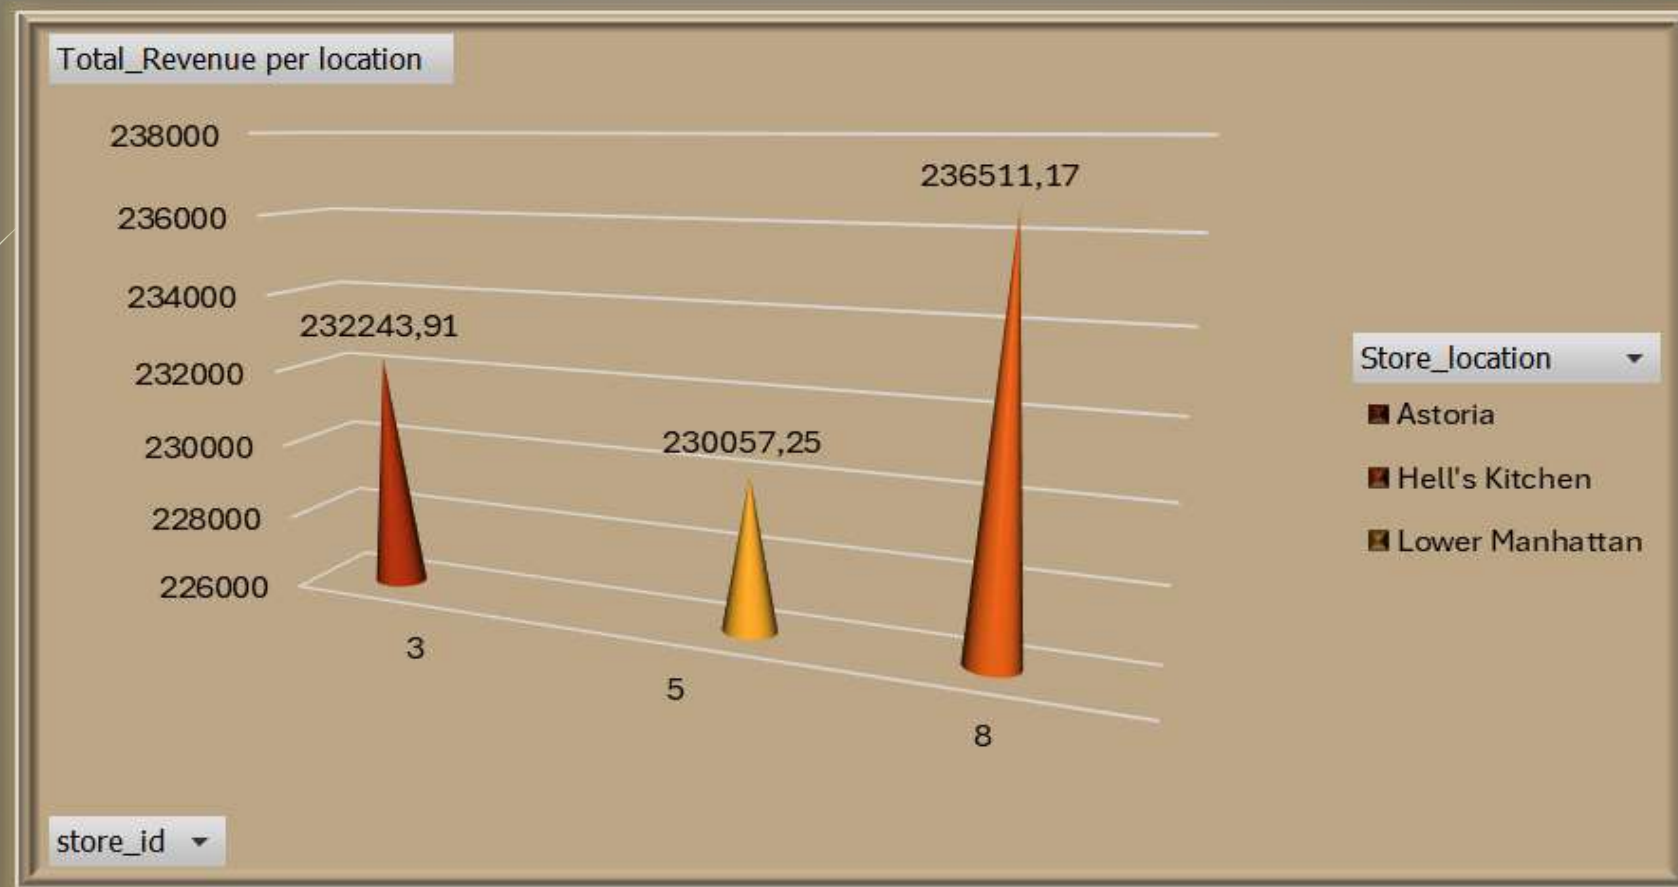 Total_Revenue per location
238000
236000
234000
232000
230000
228000
226000
232243,91
230057,25
236511,17
3
5
8
Store_location
Astoria
Hell's Kitchen
Lower Manhattan
store_id